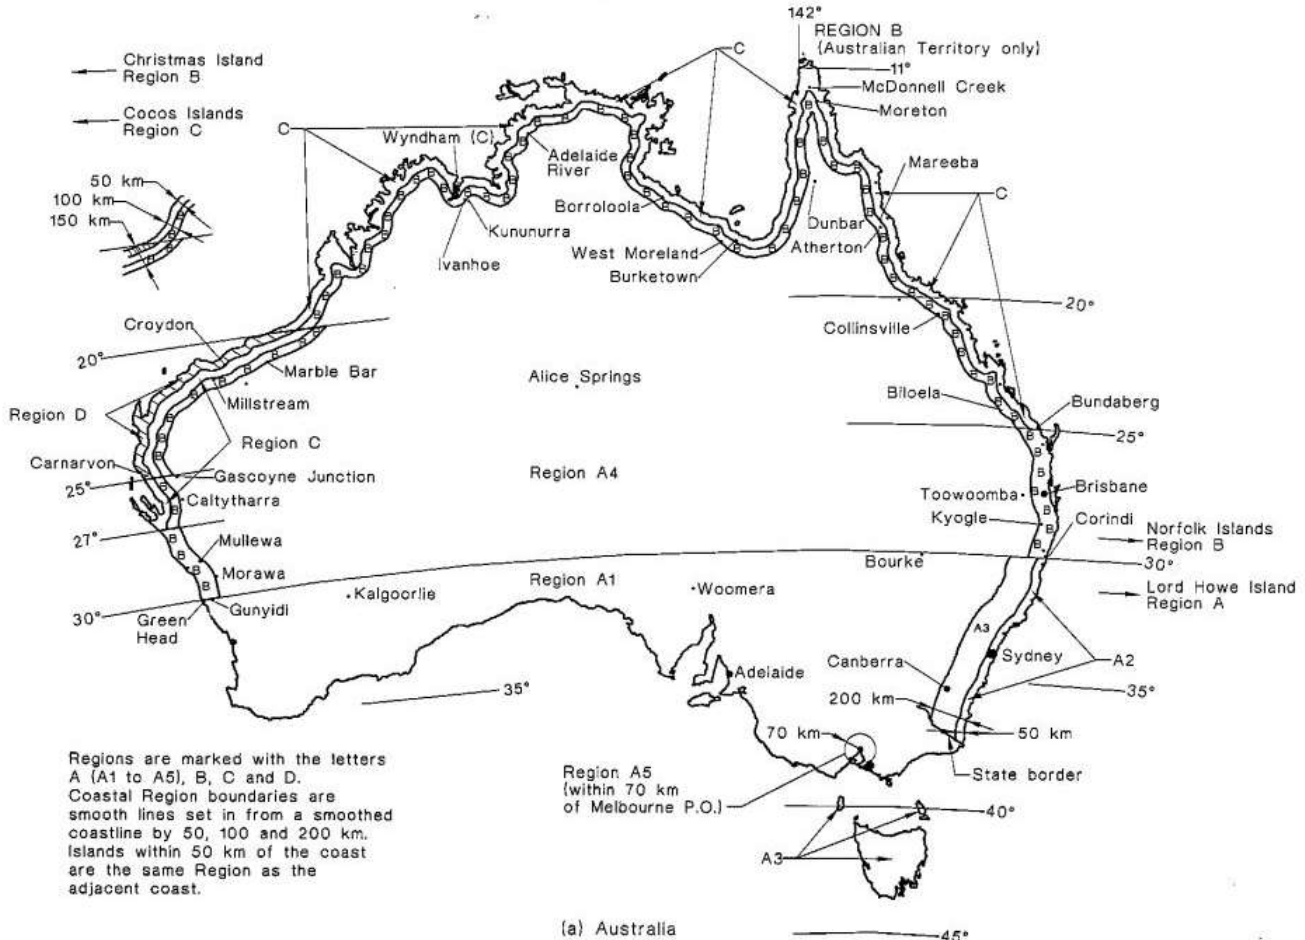 142°
REGION B
(Australian Territory only)
C
11°
McDonnell Creek
B
Moreton
Christmas Island
Region B
Cocos Islands
Region C
C
Wyndham (C)
Adelaide
River
Mareeba
50 km
100 km
150 km
Borroloola
C
Kununurra
Dunbar
Atherton
Ivanhoe
West Moreland
Burketown
20°
Collinsville
Croydon
20°
Marble Bar
Alice Springs
Millstream
Biloela
Bundaberg
Region D
25°
Region C
Carnarvon
Gascoyne Junction
Region A4
25°
Caltytharra
Toowoomba
Brisbane
Kyogle
Corindi
27°
Norfolk Islands
Region B
Mullewa
Bourke
30°
Morawa
Region A1
Woomera
Lord Howe Island
Region A
Kalgoorlie
30°
Gunyidi
Green
Head
A3
Sydney
A2
Canberra
Adelaide
35°
35°
200 km
70 km
50 km
Regions are marked with the letters
A (A1 to A5), B, C and D.
Coastal Region boundaries are
smooth lines set in from a smoothed
coastline by 50, 100 and 200 km.
Islands within 50 km of the coast
are the same Region as the
adjacent coast.
Region A5
(within 70 km
of Melbourne P.O.)
State border
40°
A3
(a) Australia
45°